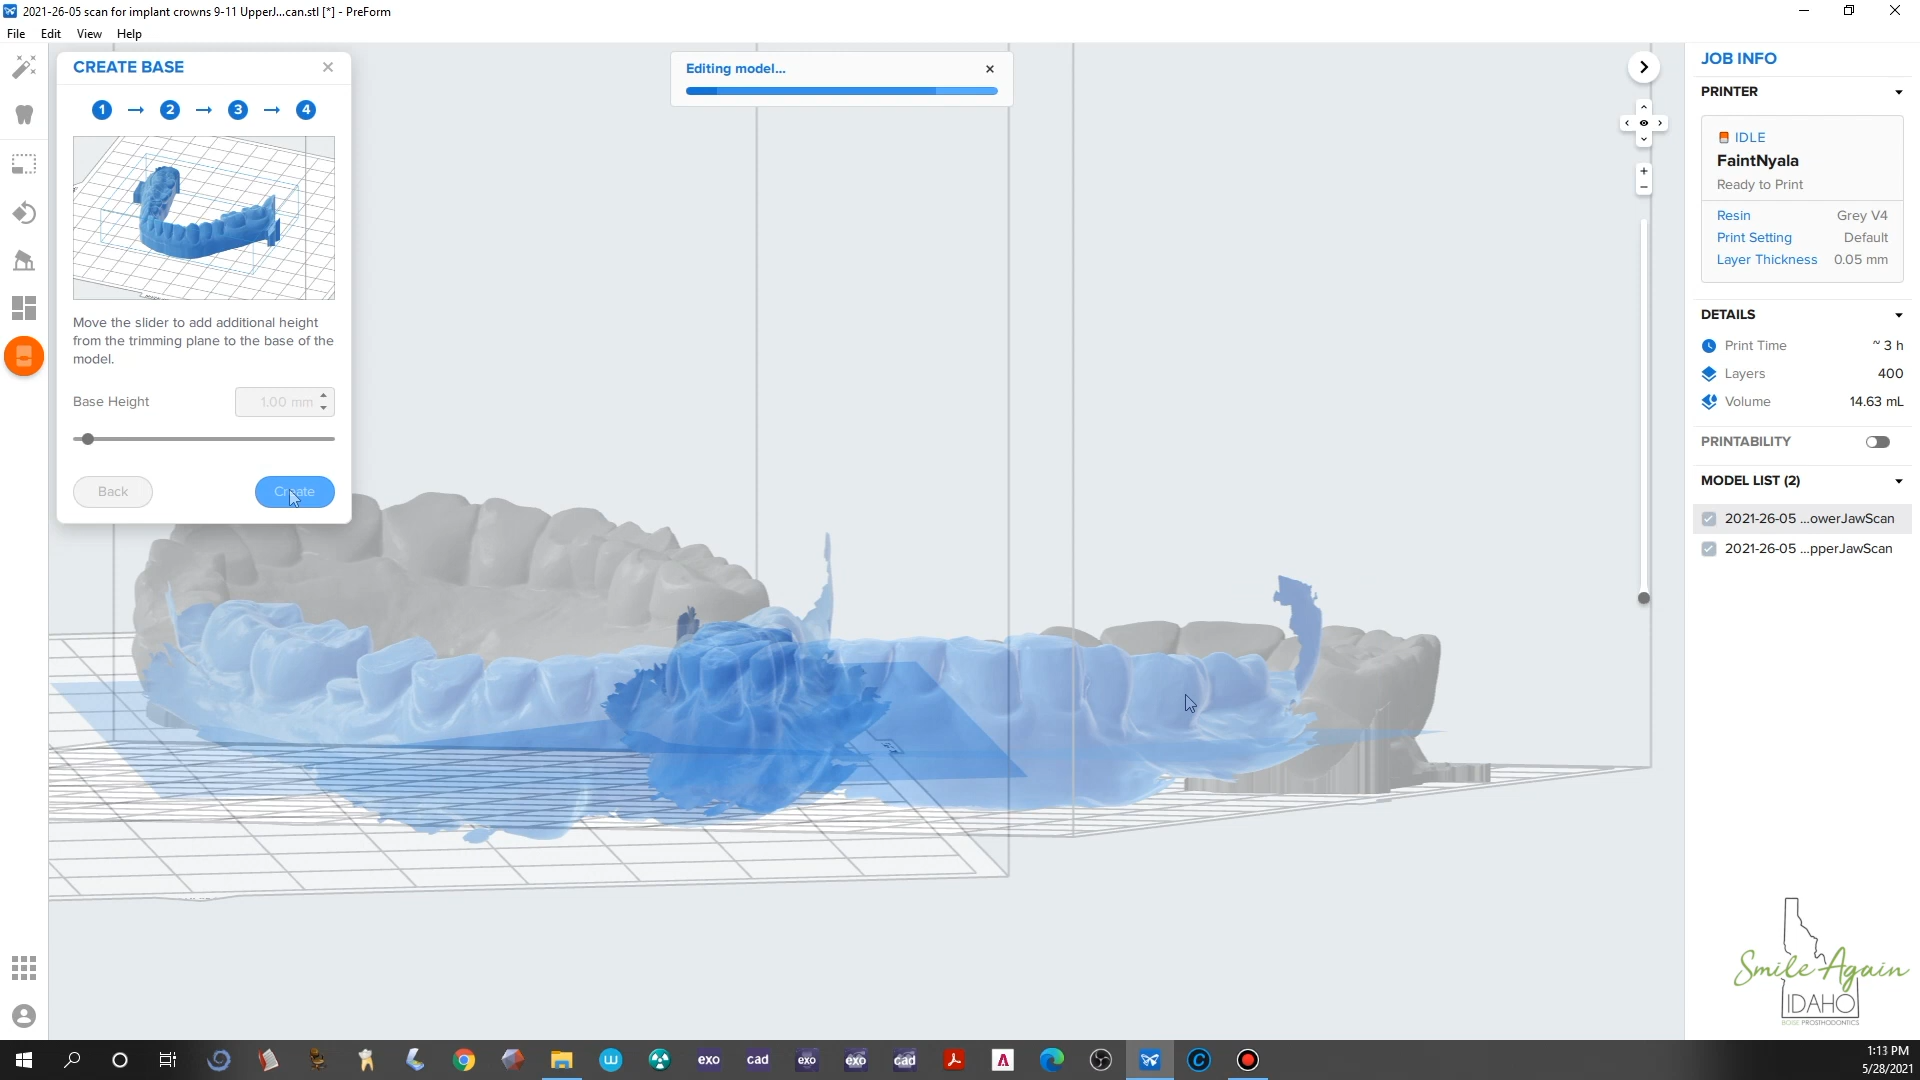 2021-26-05 scan for implant crowns 9-11 UpperJ...can.stl [*] - PreForm
File Edit View Help
CREATE BASE
1 → 2 → 3 → 4
Move the slider to add additional height
from the trimming plane to the base of the
model.
Base Height 1.00 mm
Back Create
Editing model...
JOB INFO
PRINTER
IDLE
FaintNyala
Ready to Print
Resin Grey V4
Print Setting Default
Layer Thickness 0.05 mm
DETAILS
Print Time ~ 3 h
Layers 400
Volume 14.63 mL
PRINTABILITY
MODEL LIST (2)
2021-26-05 ...owerJawScan
2021-26-05 ...pperJawScan
Smile Again
IDAHO
BOISE PROSTHODONTICS
exo cad exo exo cad
1:13 PM
5/28/2021